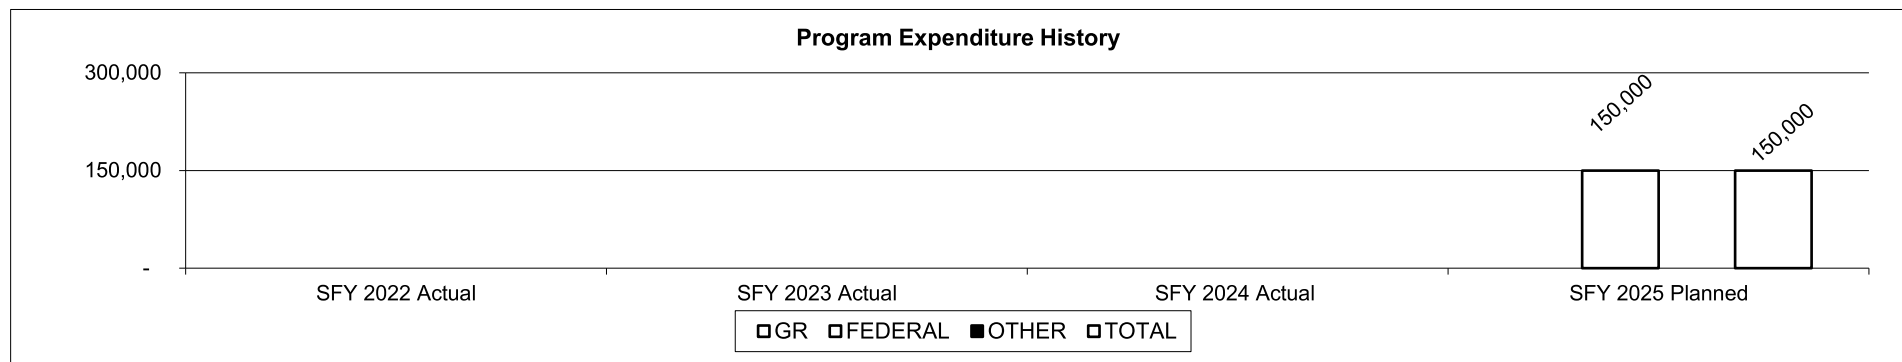 Program Expenditure History
300,000
150,000
-
150,000
150,000
SFY 2022 Actual
SFY 2023 Actual
SFY 2024 Actual
SFY 2025 Planned
GR FEDERAL OTHER TOTAL